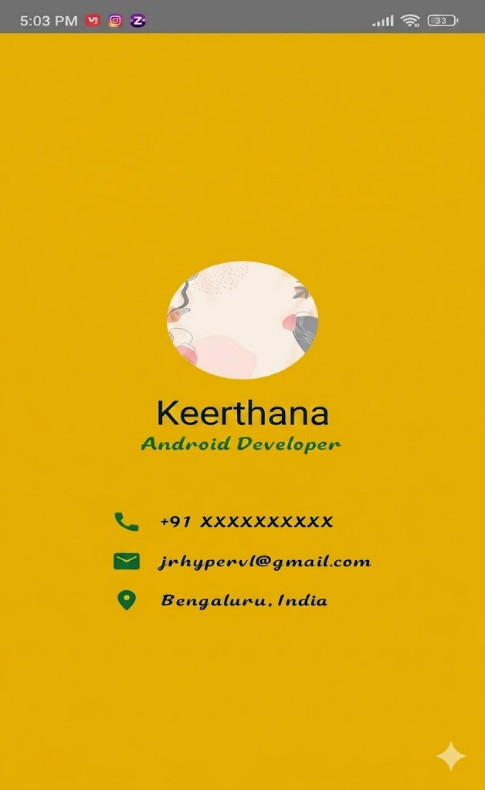 5:03 PM
33
Keerthana
Android Developer
+91 XXXXXXXXXX
jrhypervl@gmail.com
Bengaluru, India